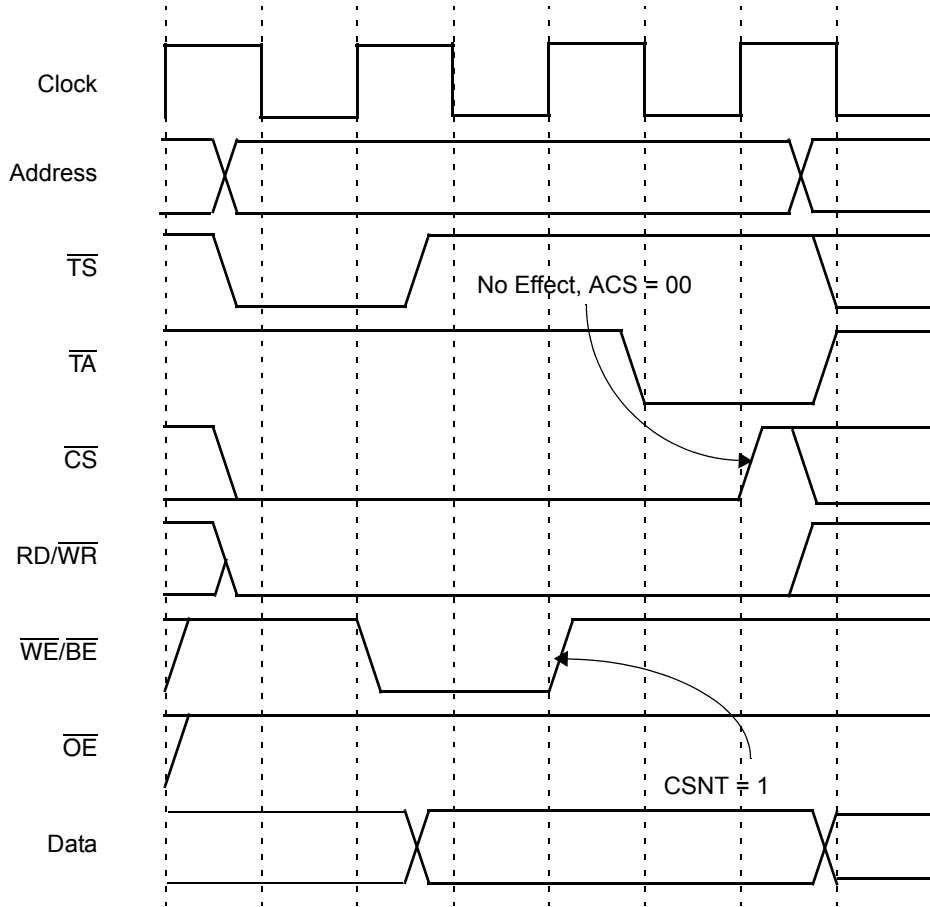 Clock
Address
TS
No Effect, ACS = 00
TA
CS
RD/WR
WE/BE
OE
CSNT = 1
Data